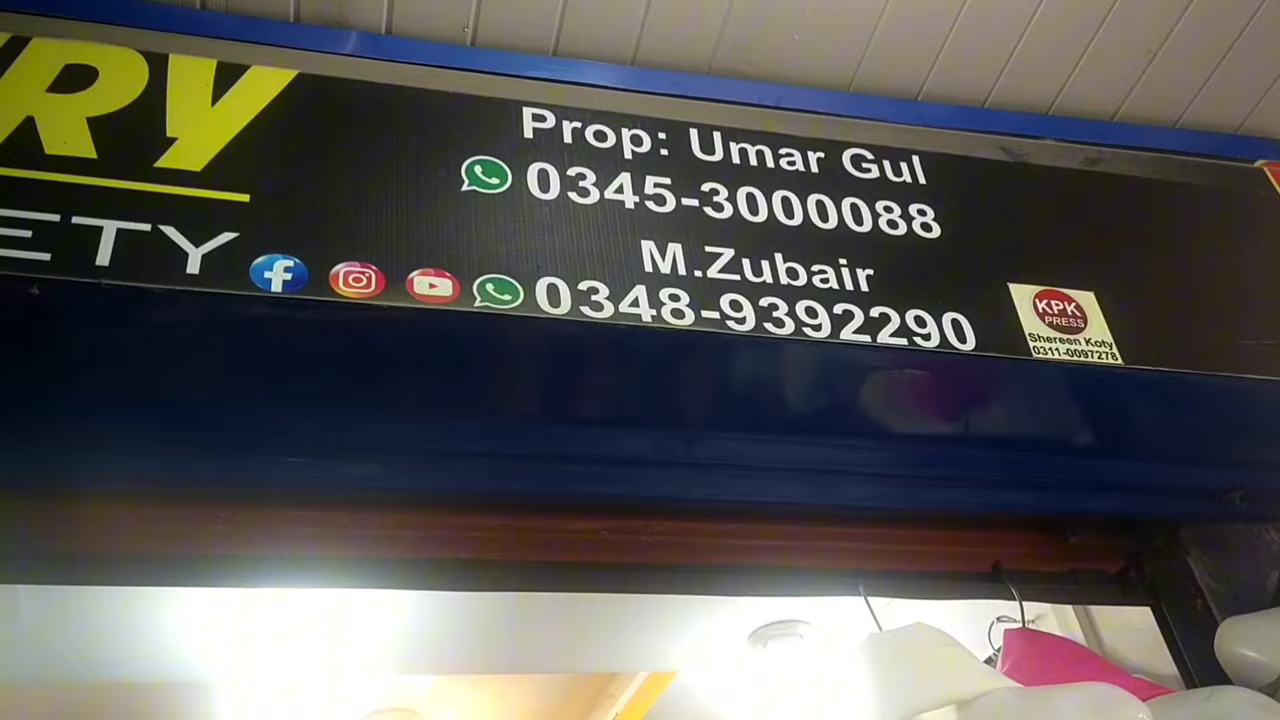 RY
ETY
Prop: Umar Gul
0345-3000088
M.Zubair
0348-9392290
KPK
PRESS
Shereen Koty
0311-0097278